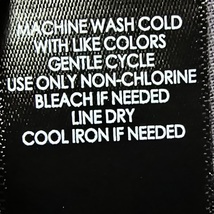 MACHINE WASH COLD
WITH LIKE COLORS
GENTLE CYCLE
USE ONLY NON-CHLORINE
BLEACH IF NEEDED
LINE DRY
COOL IRON IF NEEDED